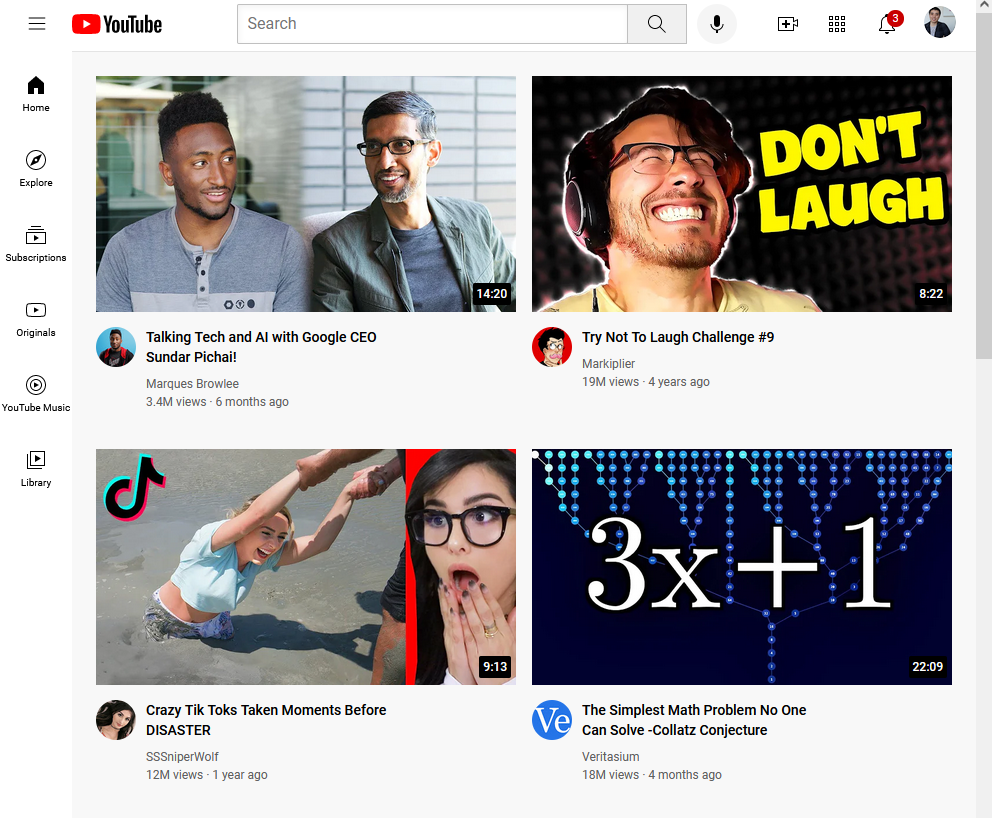 YouTube
Search
3
Home
Explore
Subscriptions
Originals
YouTube Music
Library
14:20
Talking Tech and AI with Google CEO
Sundar Pichai!
Marques Browlee
3.4M views · 6 months ago
DON'T
LAUGH
8:22
Try Not To Laugh Challenge #9
Markiplier
19M views · 4 years ago
9:13
Crazy Tik Toks Taken Moments Before
DISASTER
SSSniperWolf
12M views · 1 year ago
3x+1
22:09
Ve
The Simplest Math Problem No One
Can Solve -Collatz Conjecture
Veritasium
18M views · 4 months ago